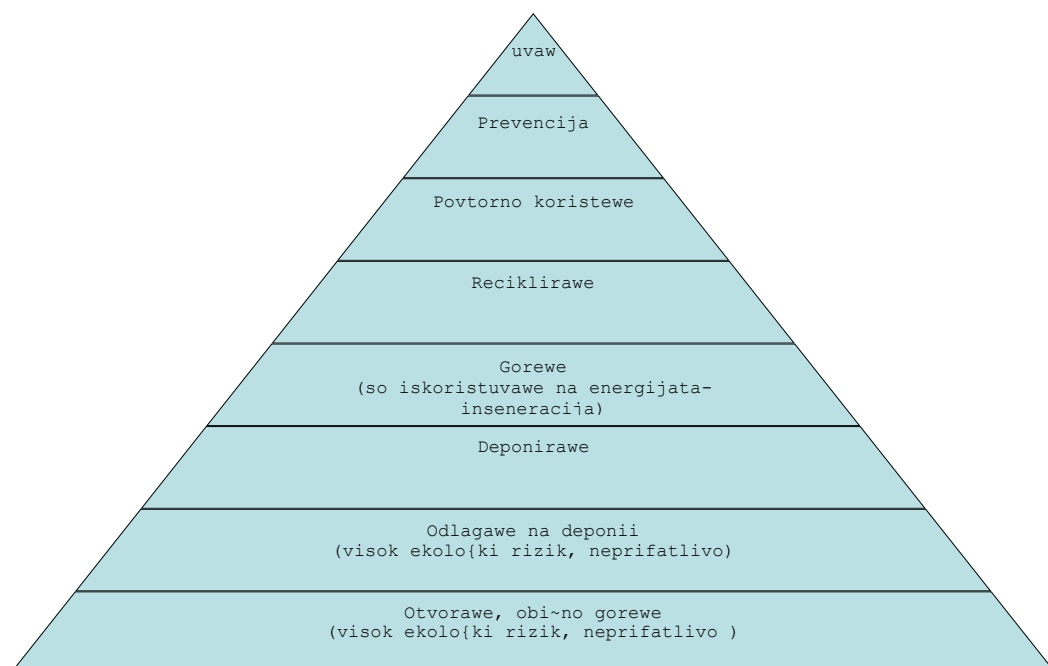 uvaw
Prevencija
Povtorno koristewe
Reciklirawe
Gorewe
(so iskoristuvawe na energijata-
inseneracija)
Deponirawe
Odlagawe na deponii
(visok ekolo{ki rizik, neprifatlivo)
Otvorawe, obi~no gorewe
(visok ekolo{ki rizik, neprifatlivo )